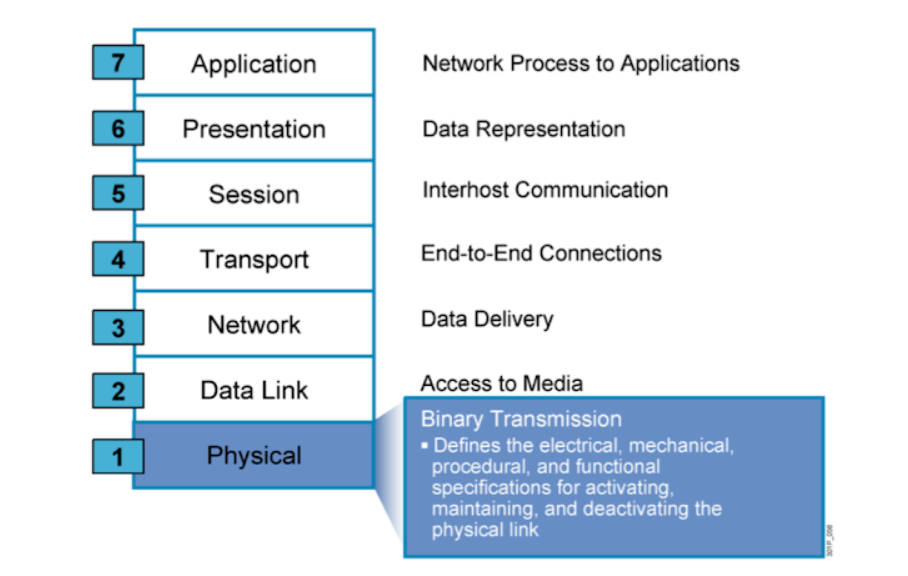 7 Application Network Process to Applications
6 Presentation Data Representation
5 Session Interhost Communication
4 Transport End-to-End Connections
3 Network Data Delivery
2 Data Link Access to Media
1 Physical
Binary Transmission
▪ Defines the electrical, mechanical,
procedural, and functional
specifications for activating,
maintaining, and deactivating the
physical link